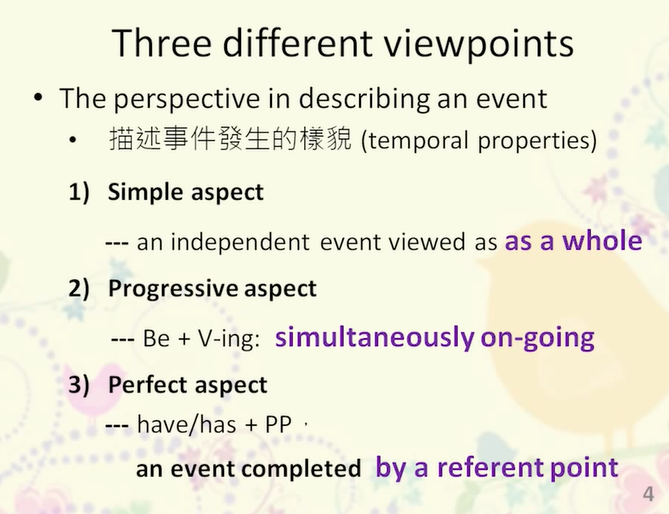 Three different viewpoints
• The perspective in describing an event
• 描述事件發生的樣貌 (temporal properties)
1) Simple aspect
--- an independent event viewed as as a whole
2) Progressive aspect
--- Be + V-ing: simultaneously on-going
3) Perfect aspect
--- have/has + PP ,
an event completed by a referent point
4